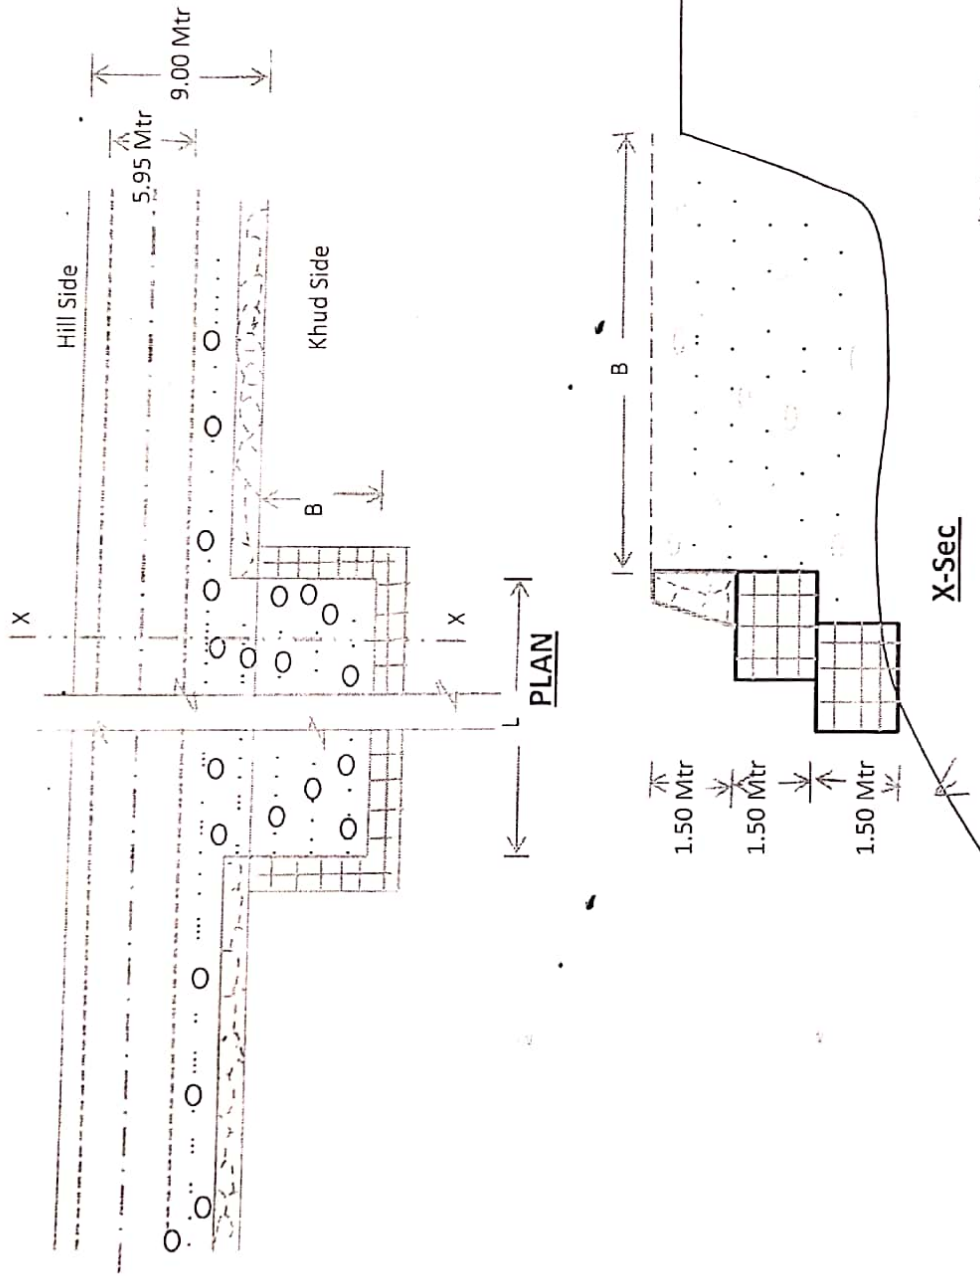 9.00 Mtr
5.95 Mtr
Hill Side
Khud Side
B
X
X
L
PLAN
B
1.50 Mtr
1.50 Mtr
1.50 Mtr
X-Sec